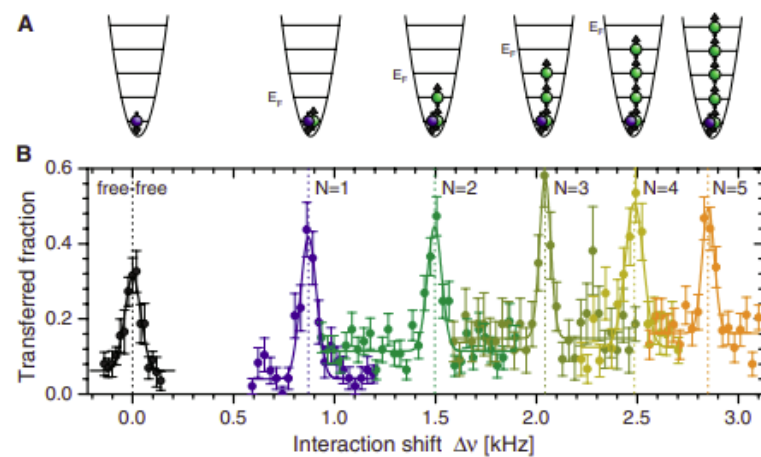 A
E_F
E_F
E_F
E_F
B
free-free
N=1
N=2
N=3
N=4
N=5
0.6
0.4
0.2
0.0
Transferred fraction
0.0
0.5
1.0
1.5
2.0
2.5
3.0
Interaction shift Δν [kHz]